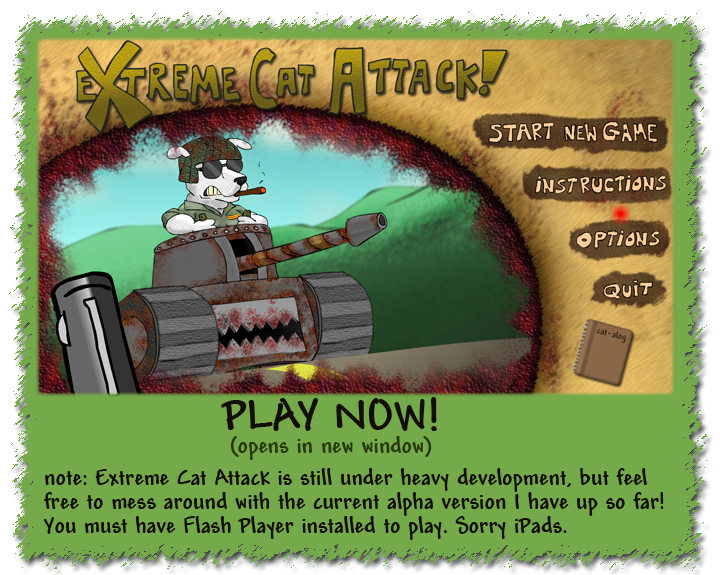 eXtreme Cat Attack!
Start new Game
Instructions
Options
Quit
cat-alog
PLAY NOW!
(opens in new window)
note: Extreme Cat Attack is still under heavy development, but feel
free to mess around with the current alpha version I have up so far!
You must have Flash Player installed to play. Sorry iPads.